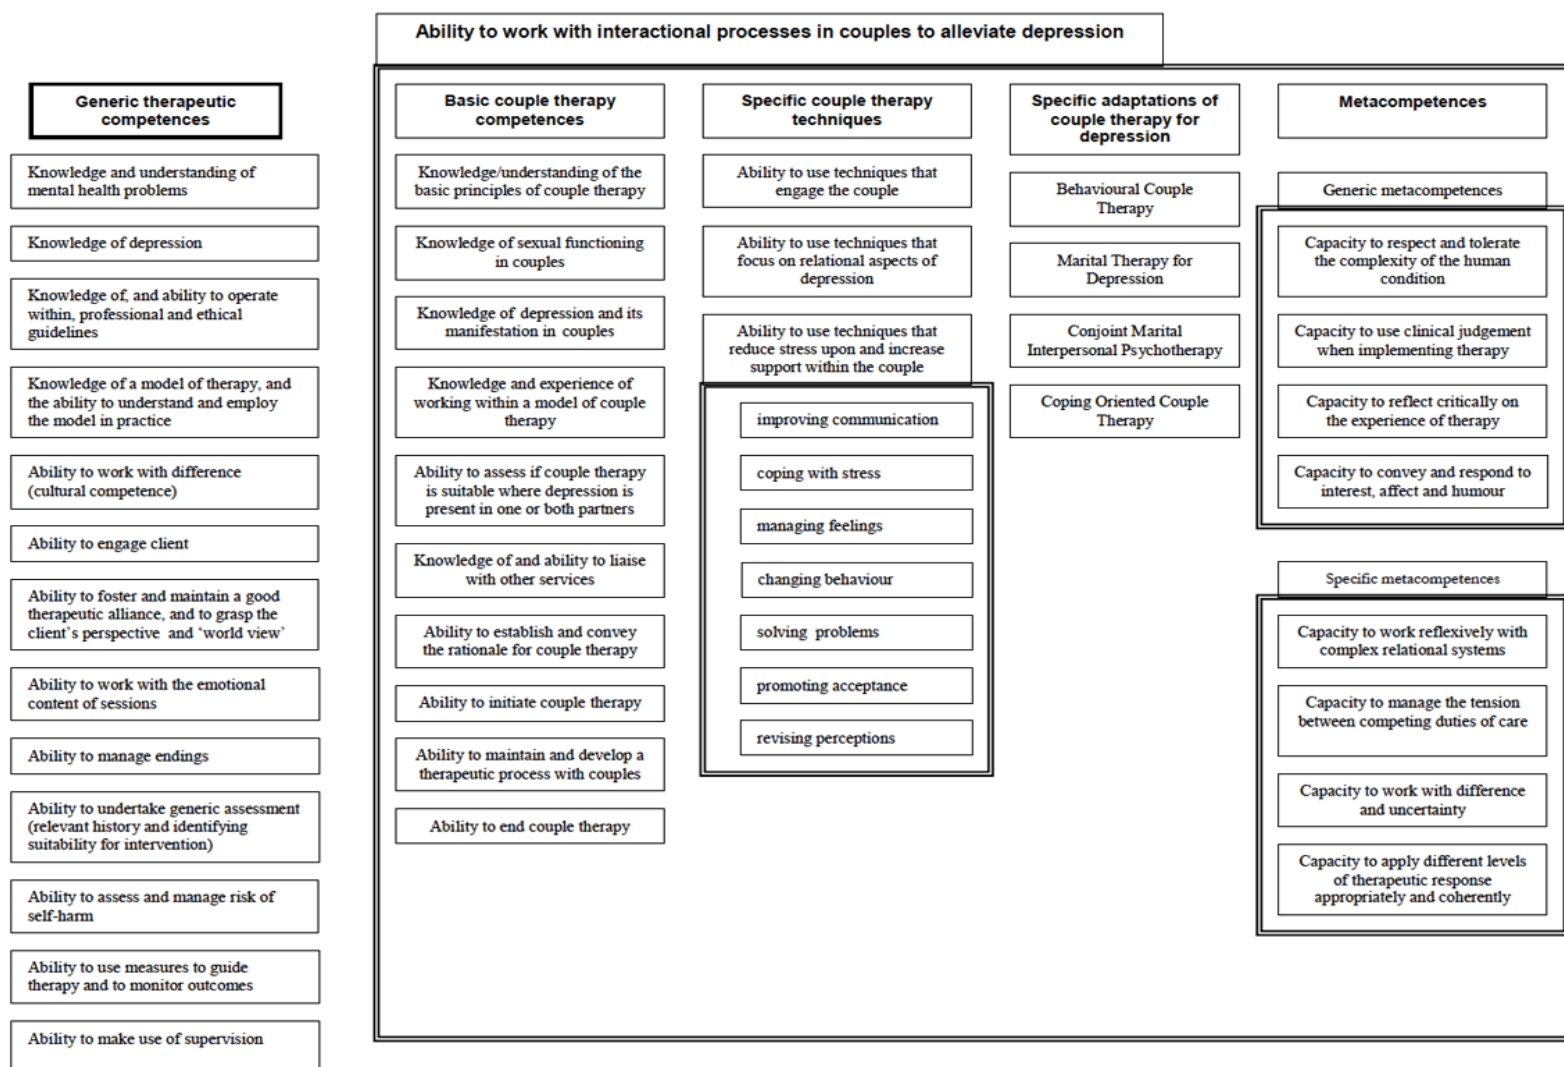 Ability to work with interactional processes in couples to alleviate depression
Generic therapeutic
competences
Knowledge and understanding of
mental health problems
Knowledge of depression
Knowledge of, and ability to operate
within, professional and ethical
guidelines
Knowledge of a model of therapy, and
the ability to understand and employ
the model in practice
Ability to work with difference
(cultural competence)
Ability to engage client
Ability to foster and maintain a good
therapeutic alliance, and to grasp the
client's perspective and ‘world view’
Ability to work with the emotional
content of sessions
Ability to manage endings
Ability to undertake generic assessment
(relevant history and identifying
suitability for intervention)
Ability to assess and manage risk of
self-harm
Ability to use measures to guide
therapy and to monitor outcomes
Ability to make use of supervision
Basic couple therapy
competences
Knowledge/understanding of the
basic principles of couple therapy
Knowledge of sexual functioning
in couples
Knowledge of depression and its
manifestation in couples
Knowledge and experience of
working within a model of couple
therapy
Ability to assess if couple therapy
is suitable where depression is
present in one or both partners
Knowledge of and ability to liaise
with other services
Ability to establish and convey
the rationale for couple therapy
Ability to initiate couple therapy
Ability to maintain and develop a
therapeutic process with couples
Ability to end couple therapy
Specific couple therapy
techniques
Ability to use techniques that
engage the couple
Ability to use techniques that
focus on relational aspects of
depression
Ability to use techniques that
reduce stress upon and increase
support within the couple
improving communication
coping with stress
managing feelings
changing behaviour
solving problems
promoting acceptance
revising perceptions
Specific adaptations of
couple therapy for
depression
Behavioural Couple
Therapy
Marital Therapy for
Depression
Conjoint Marital
Interpersonal Psychotherapy
Coping Oriented Couple
Therapy
Metacompetences
Generic metacompetences
Capacity to respect and tolerate
the complexity of the human
condition
Capacity to use clinical judgement
when implementing therapy
Capacity to reflect critically on
the experience of therapy
Capacity to convey and respond to
interest, affect and humour
Specific metacompetences
Capacity to work reflexively with
complex relational systems
Capacity to manage the tension
between competing duties of care
Capacity to work with difference
and uncertainty
Capacity to apply different levels
of therapeutic response
appropriately and coherently